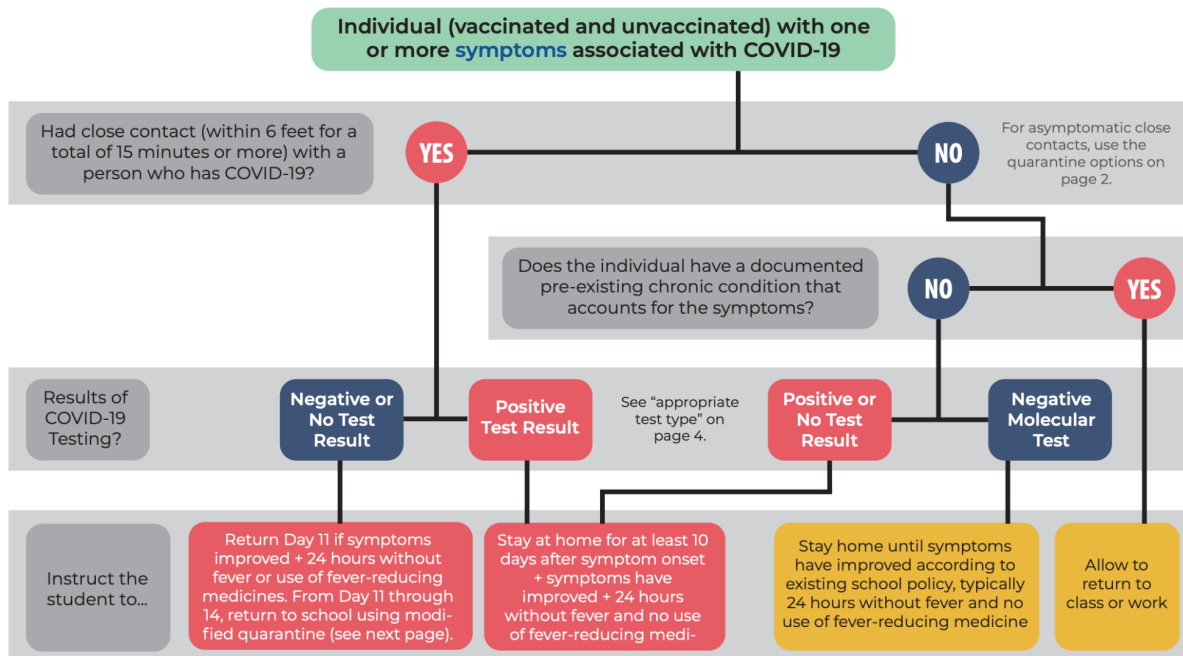 Individual (vaccinated and unvaccinated) with one
or more symptoms associated with COVID-19
Had close contact (within 6 feet for a
total of 15 minutes or more) with a
person who has COVID-19?
YES
NO
For asymptomatic close
contacts, use the
quarantine options on
page 2.
Does the individual have a documented
pre-existing chronic condition that
accounts for the symptoms?
NO
YES
Results of
COVID-19
Testing?
Negative or
No Test
Result
Positive
Test Result
See “appropriate
test type” on
page 4.
Positive or
No Test
Result
Negative
Molecular
Test
Instruct the
student to...
Return Day 11 if symptoms
improved + 24 hours without
fever or use of fever-reducing
medicines. From Day 11 through
14, return to school using modi-
fied quarantine (see next page).
Stay at home for at least 10
days after symptom onset
+ symptoms have
improved + 24 hours
without fever and no use
of fever-reducing medi-
Stay home until symptoms
have improved according to
existing school policy, typically
24 hours without fever and no
use of fever-reducing medicine
Allow to
return to
class or work